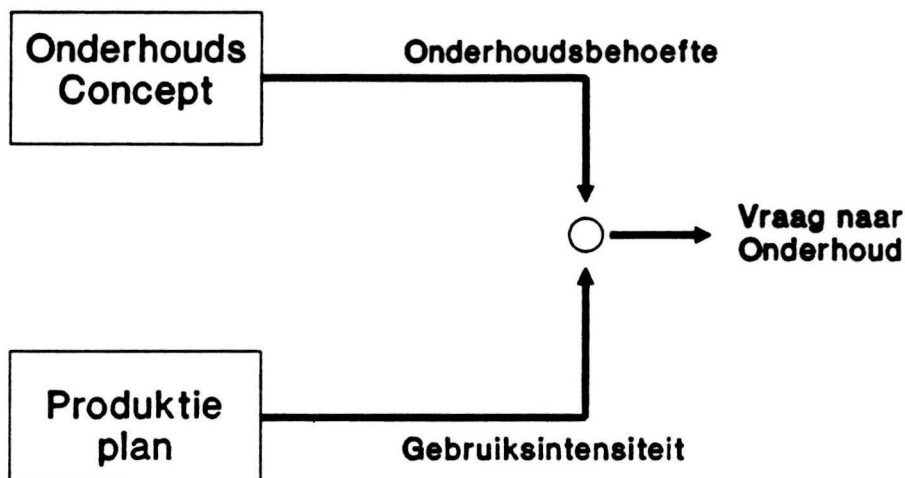 Onderhouds
Concept
Onderhoudsbehoefte
Vraag naar
Onderhoud
Produktie
plan
Gebruiksintensiteit